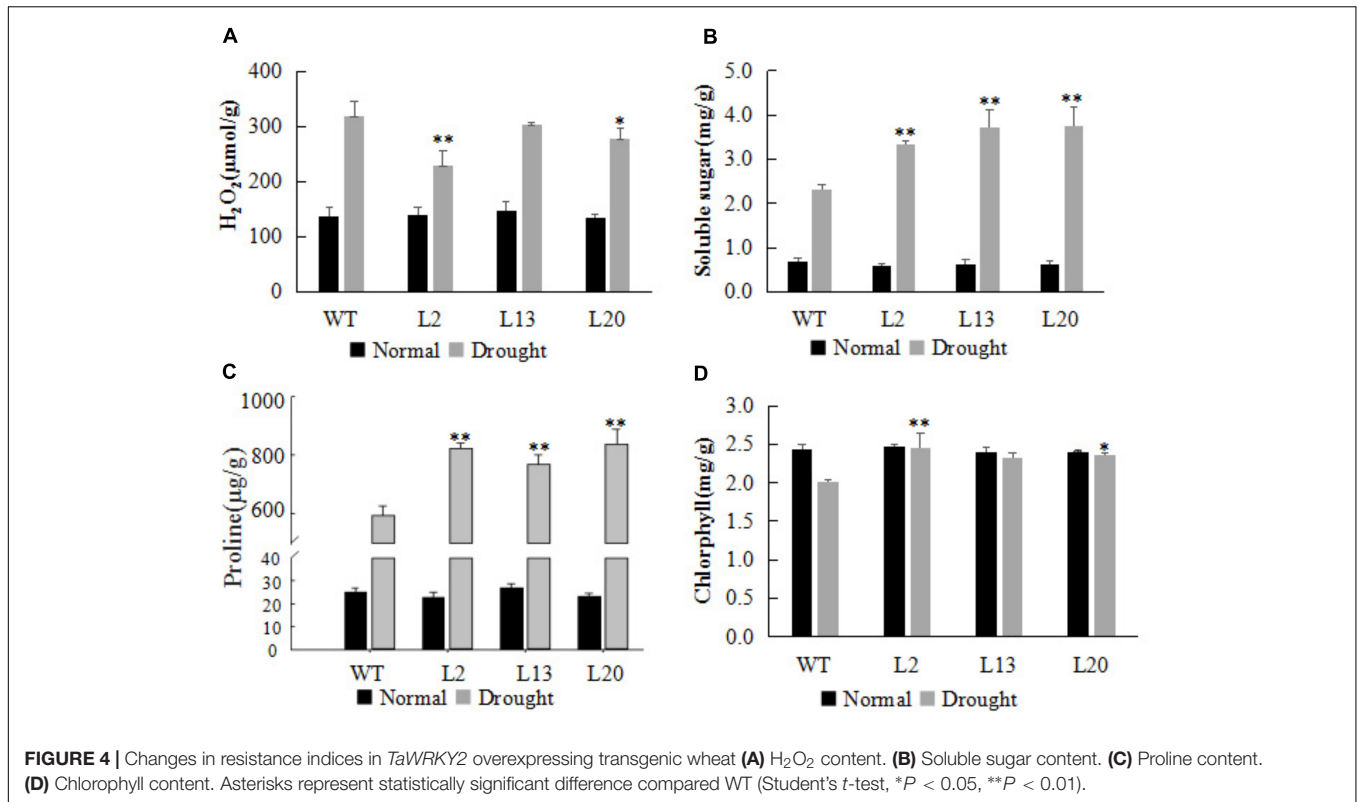 A
H₂O₂(μmol/g)
400
300
200
100
0
**
*
WT L2 L13 L20
Normal Drought
B
Soluble sugar(mg/g)
5.0
4.0
3.0
2.0
1.0
0.0
**
**
**
WT L2 L13 L20
Normal Drought
C
Proline(μg/g)
1000
800
600
40
30
20
10
0
**
**
**
WT L2 L13 L20
Normal Drought
D
Chlorphyll(mg/g)
3.0
2.5
2.0
1.5
1.0
0.5
0.0
**
*
WT L2 L13 L20
Normal Drought
FIGURE 4 | Changes in resistance indices in TaWRKY2 overexpressing transgenic wheat (A) H₂O₂ content. (B) Soluble sugar content. (C) Proline content.
(D) Chlorophyll content. Asterisks represent statistically significant difference compared WT (Student's t-test, *P < 0.05, **P < 0.01).